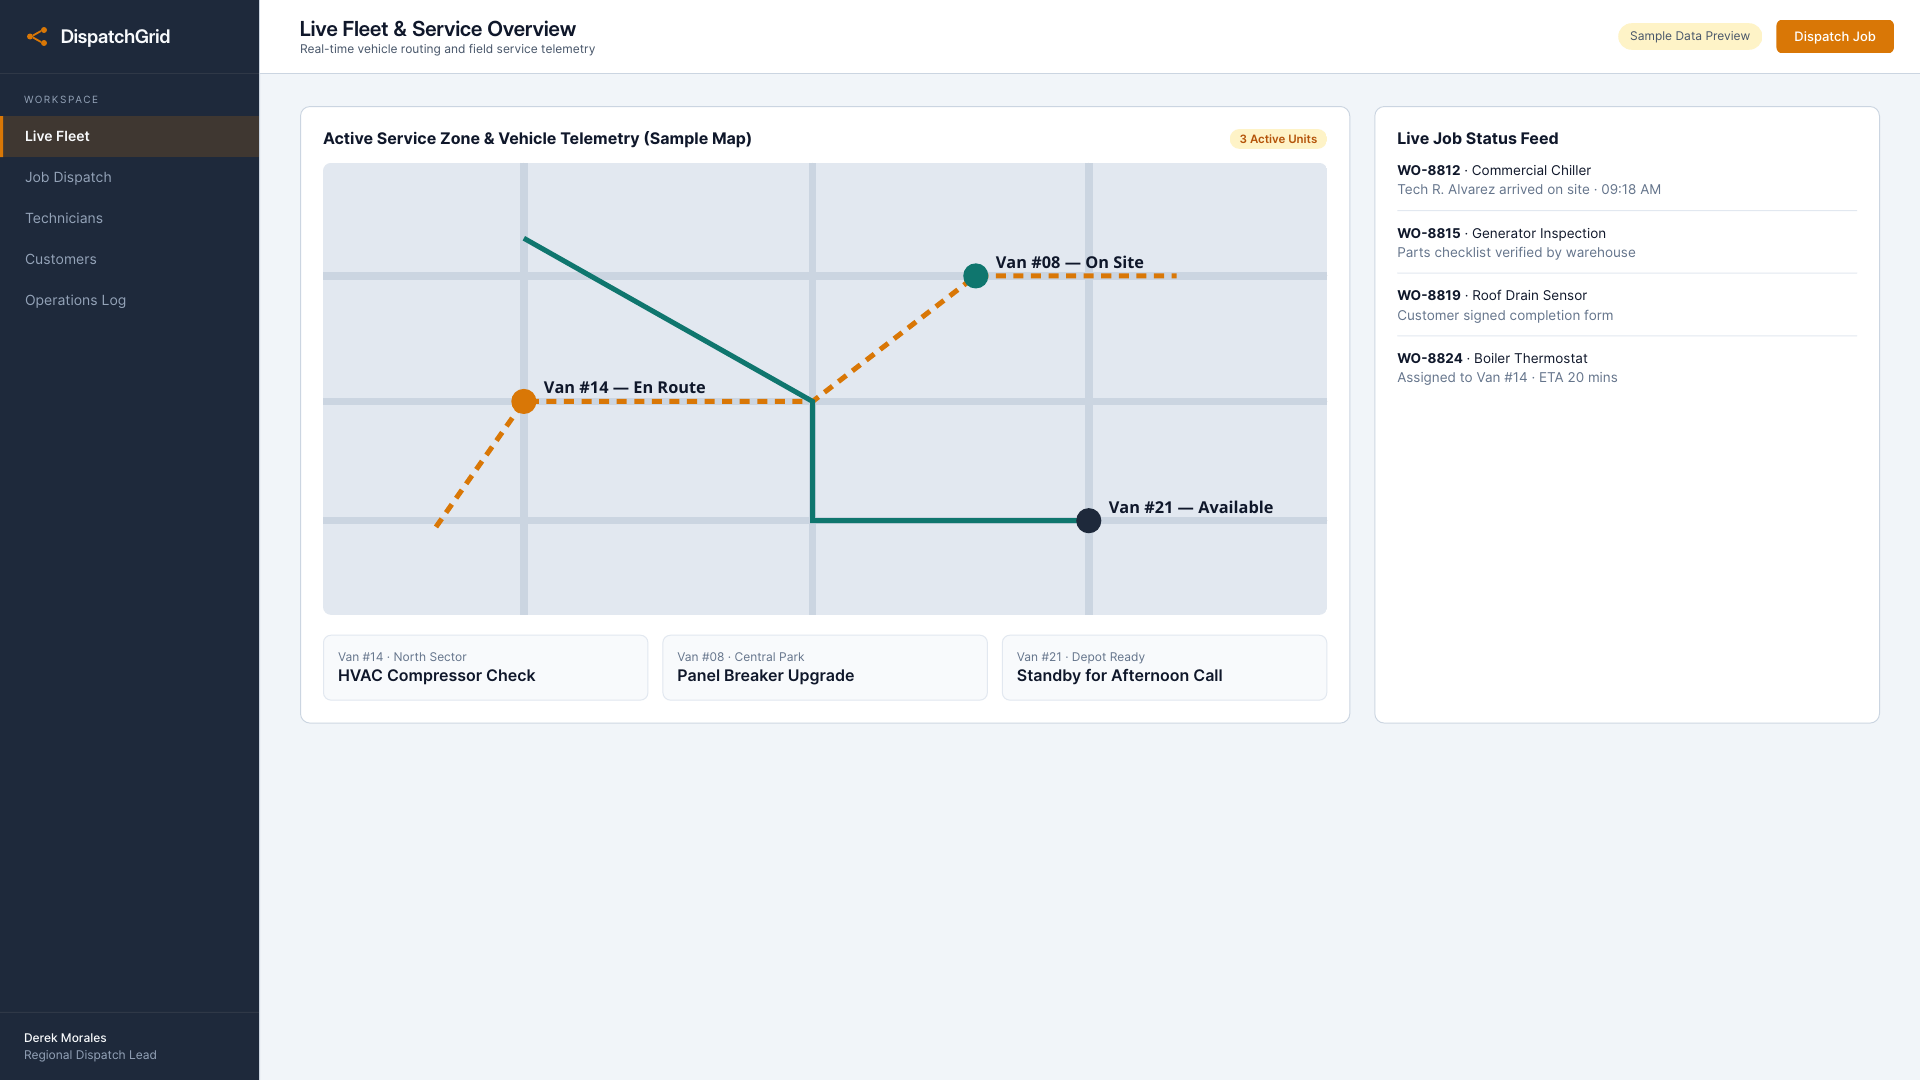 DispatchGrid
WORKSPACE
Live Fleet
Job Dispatch
Technicians
Customers
Operations Log
Derek Morales
Regional Dispatch Lead
Live Fleet & Service Overview
Real-time vehicle routing and field service telemetry
Sample Data Preview
Dispatch Job
Active Service Zone & Vehicle Telemetry (Sample Map)
3 Active Units
Van #08 — On Site
Van #14 — En Route
Van #21 — Available
Van #14 · North Sector
HVAC Compressor Check
Van #08 · Central Park
Panel Breaker Upgrade
Van #21 · Depot Ready
Standby for Afternoon Call
Live Job Status Feed
WO-8812 · Commercial Chiller
Tech R. Alvarez arrived on site · 09:18 AM
WO-8815 · Generator Inspection
Parts checklist verified by warehouse
WO-8819 · Roof Drain Sensor
Customer signed completion form
WO-8824 · Boiler Thermostat
Assigned to Van #14 · ETA 20 mins